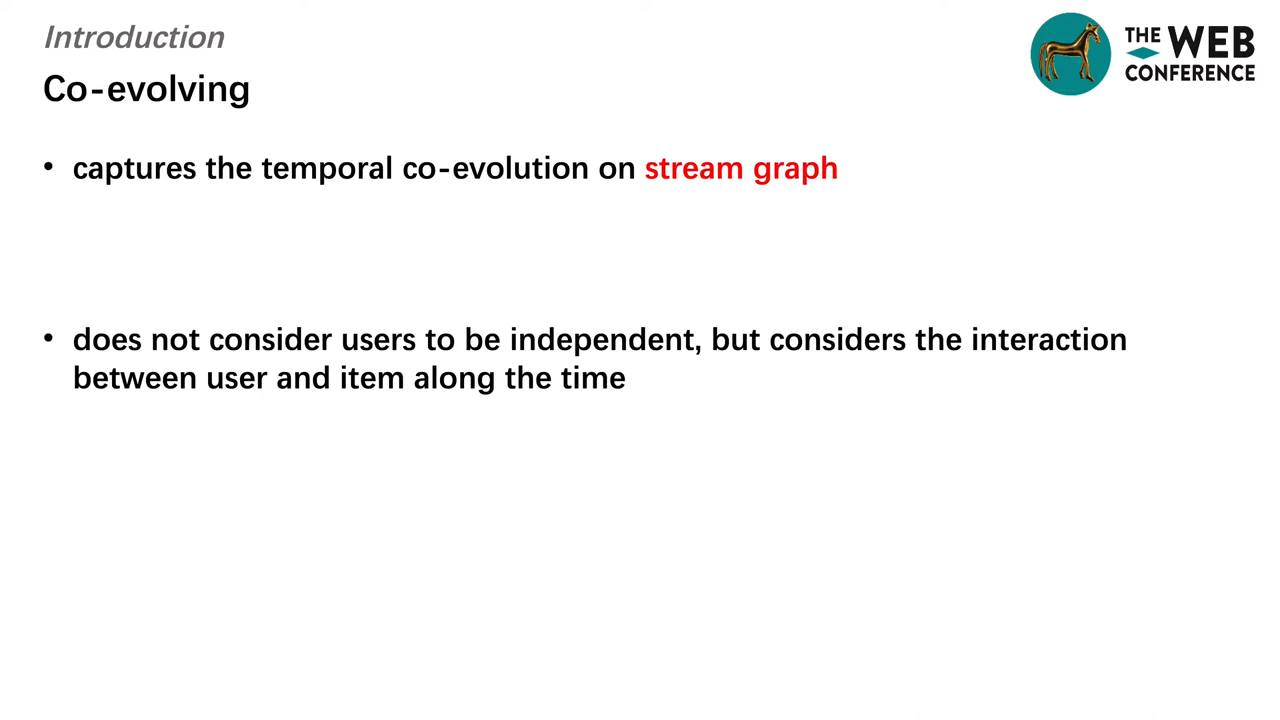 Introduction
THE WEB
CONFERENCE
Co-evolving
• captures the temporal co-evolution on stream graph
• does not consider users to be independent, but considers the interaction
between user and item along the time